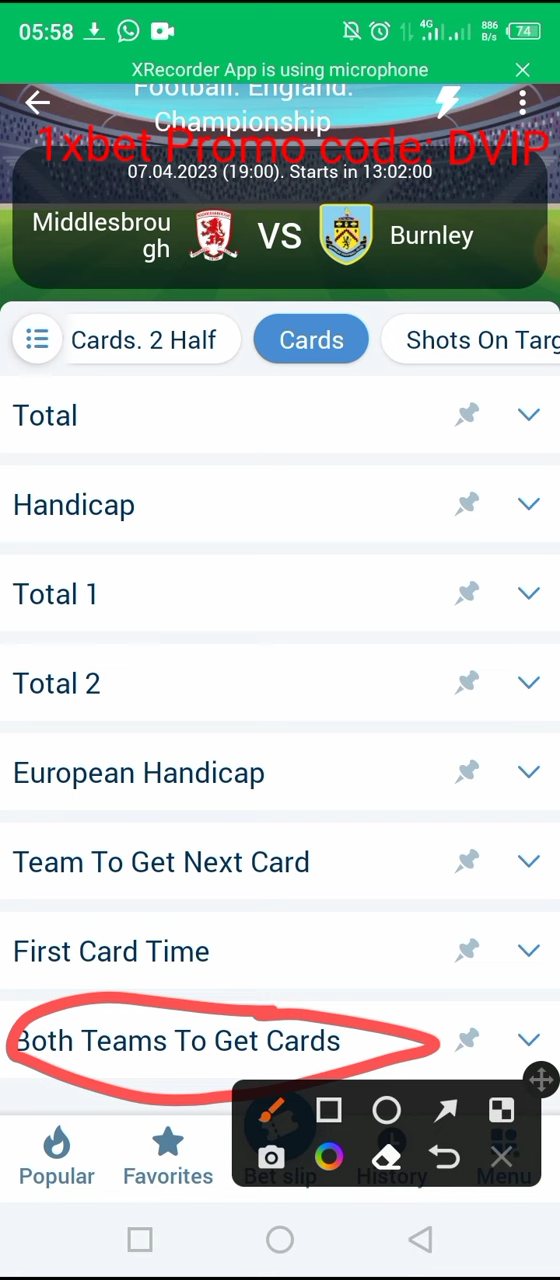 05:58
4G
886 B/s
74
XRecorder App is using microphone
Football. England.
Championship
1xbet Promo code: DVIP
07.04.2023 (19:00). Starts in 13:02:00
Middlesbrou
gh
VS
Burnley
Cards. 2 Half
Cards
Shots On Targ
Total
Handicap
Total 1
Total 2
European Handicap
Team To Get Next Card
First Card Time
Both Teams To Get Cards
Popular
Favorites
Bet slip
History
Menu